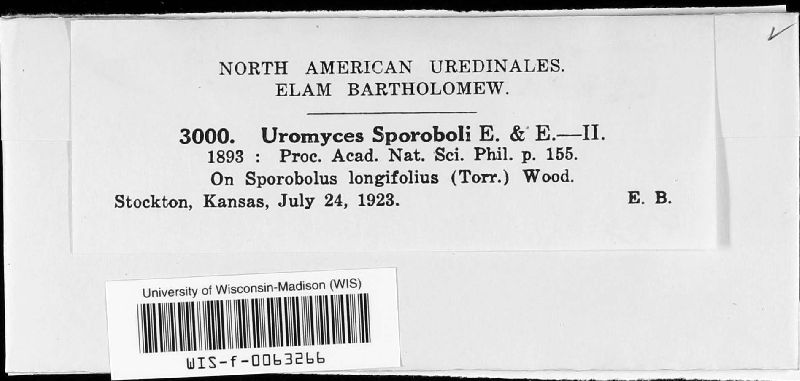 NORTH AMERICAN UREDINALES.
ELAM BARTHOLOMEW.
3000. Uromyces Sporoboli E. & E.—II.
1893 : Proc. Acad. Nat. Sci. Phil. p. 155.
On Sporobolus longifolius (Torr.) Wood.
Stockton, Kansas, July 24, 1923. E. B.
University of Wisconsin-Madison (WIS)
WIS-f-0063266